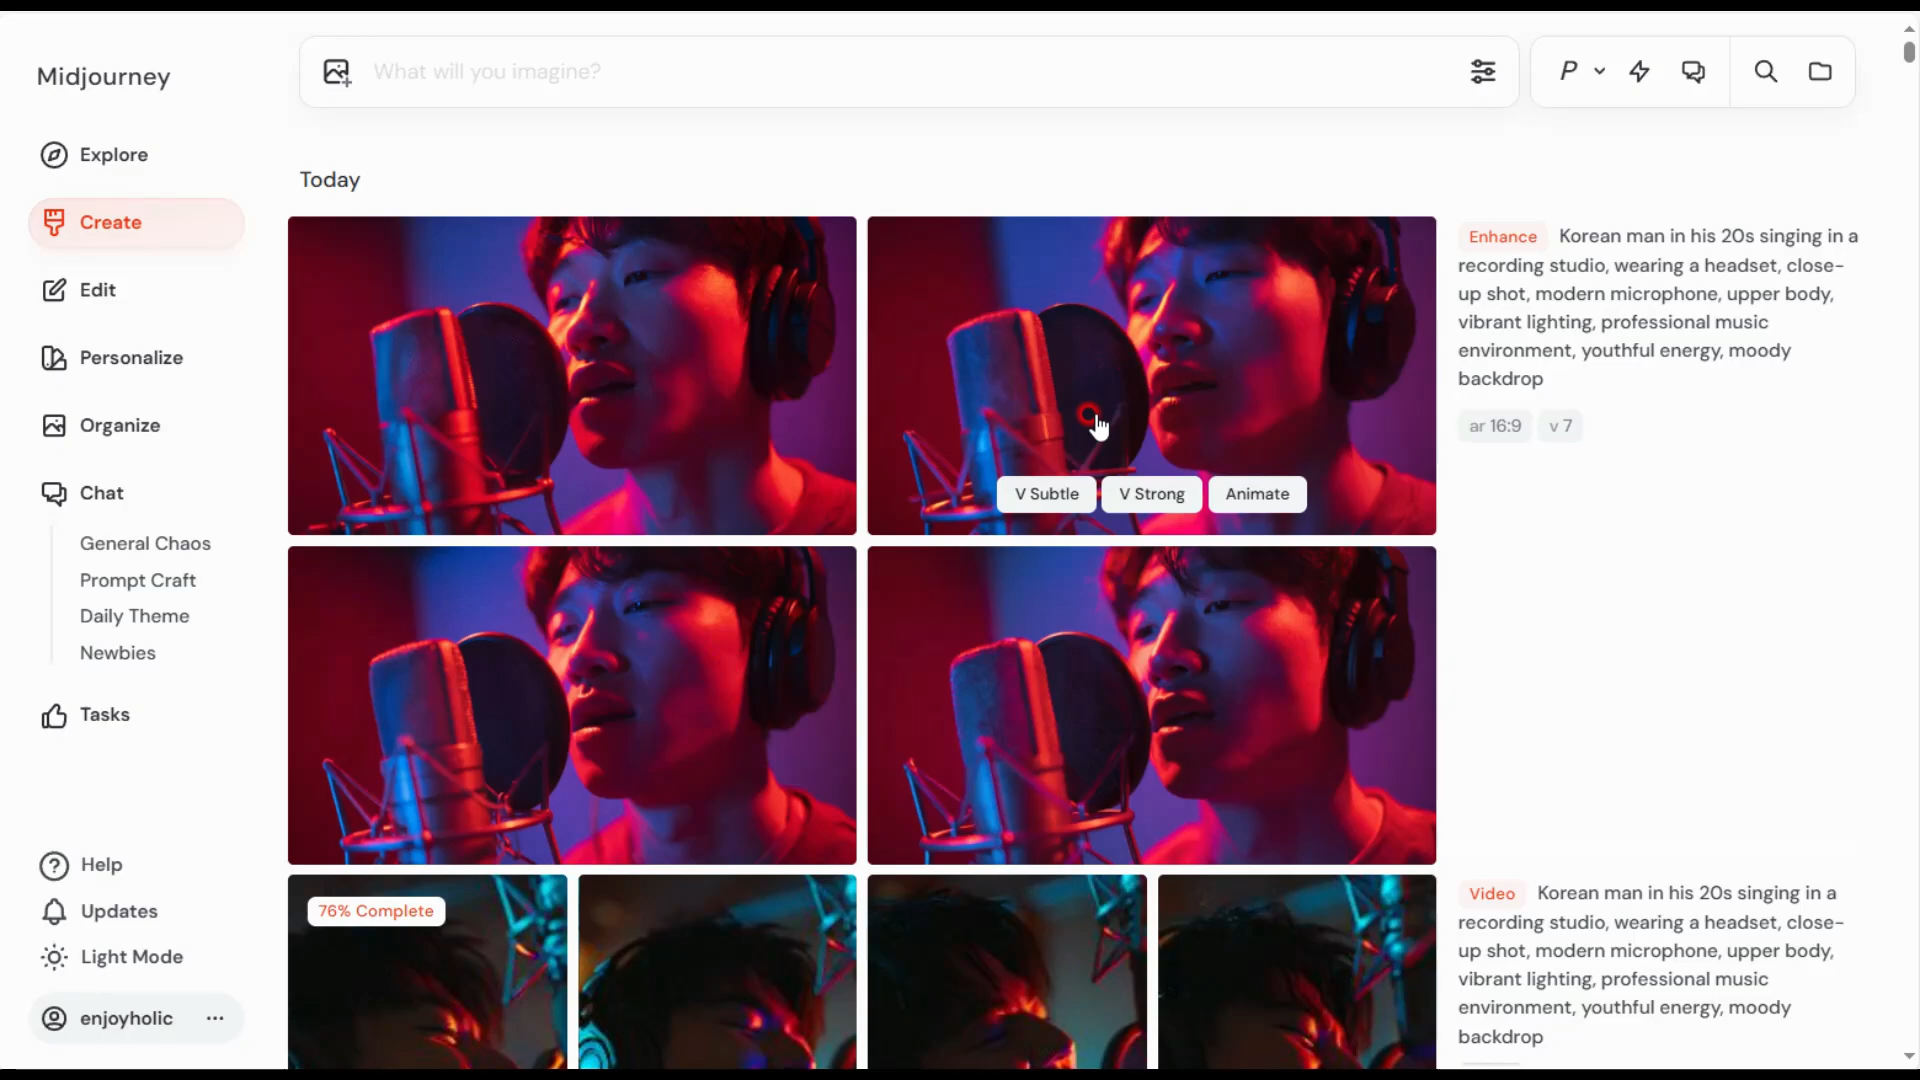 Midjourney
What will you imagine?
P
Explore
Create
Edit
Personalize
Organize
Chat
General Chaos
Prompt Craft
Daily Theme
Newbies
Tasks
Help
Updates
Light Mode
enjoyholic
Today
V Subtle
V Strong
Animate
Enhance Korean man in his 20s singing in a
recording studio, wearing a headset, close-
up shot, modern microphone, upper body,
vibrant lighting, professional music
environment, youthful energy, moody
backdrop
ar 16:9 v 7
76% Complete
Video Korean man in his 20s singing in a
recording studio, wearing a headset, close-
up shot, modern microphone, upper body,
vibrant lighting, professional music
environment, youthful energy, moody
backdrop